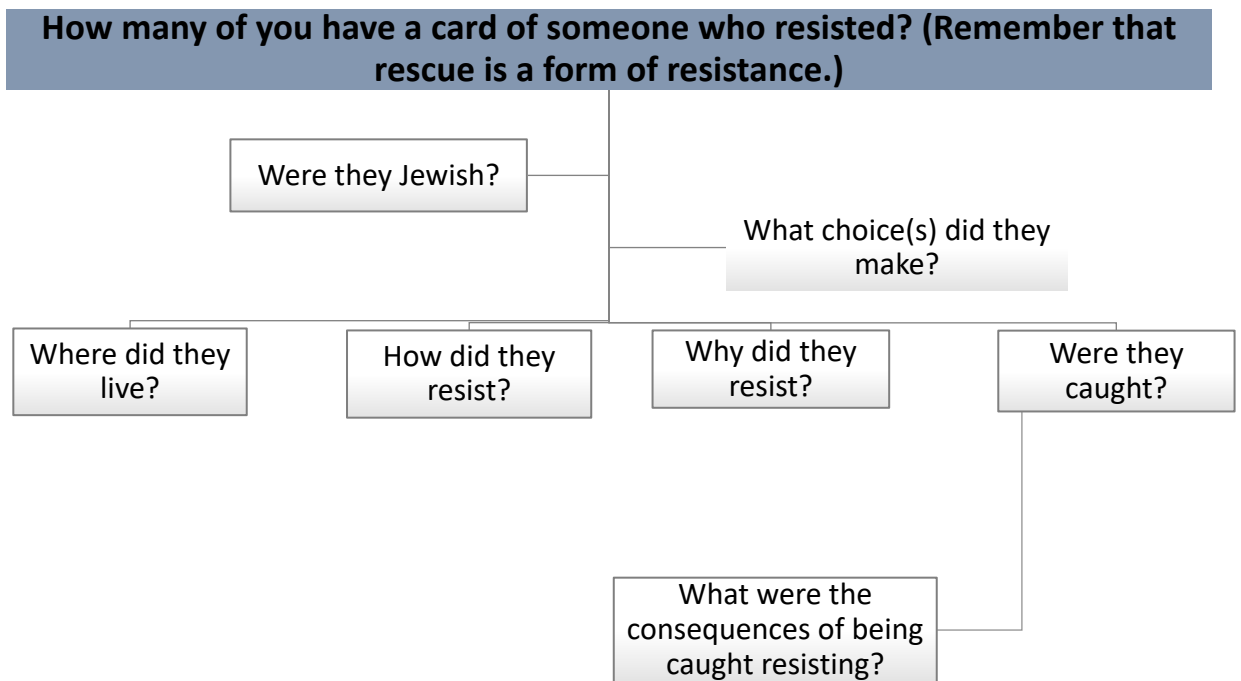 How many of you have a card of someone who resisted? (Remember that
rescue is a form of resistance.)
Were they Jewish?
What choice(s) did they
make?
Where did they
live?
How did they
resist?
Why did they
resist?
Were they
caught?
What were the
consequences of being
caught resisting?